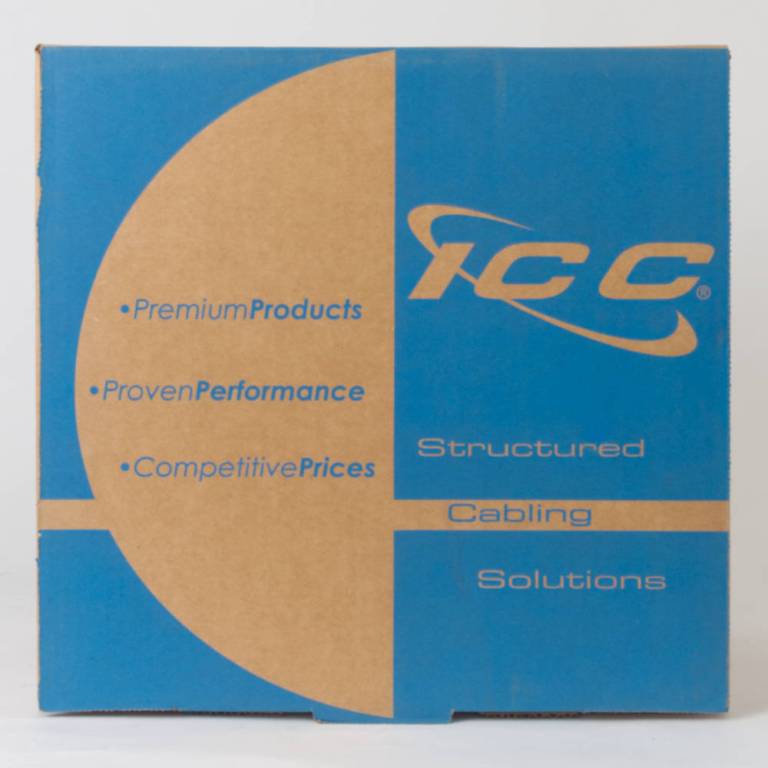 •PremiumProducts
•ProvenPerformance
•CompetitivePrices
ICC®
Structured
Cabling
Solutions